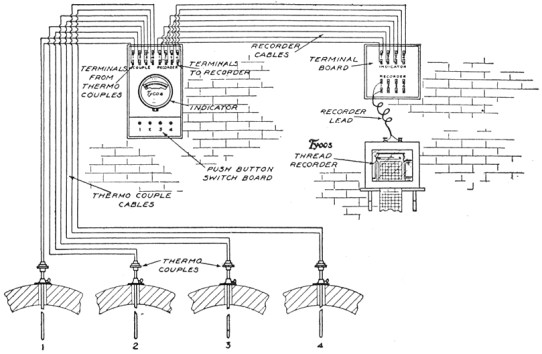 RECORDER
CABLES
TERMINAL
BOARD
INDICATOR
RECORDER
COUPLE RECORDER
TERMINALS
FROM
THERMO
COUPLES
TERMINALS
TO RECORDER
Tycos
INDICATOR
1 2 3 4
PUSH BUTTON
SWITCH BOARD
RECORDER
LEAD
Tycos
THREAD
RECORDER
THERMO COUPLE
CABLES
THERMO
COUPLES
1 2 3 4